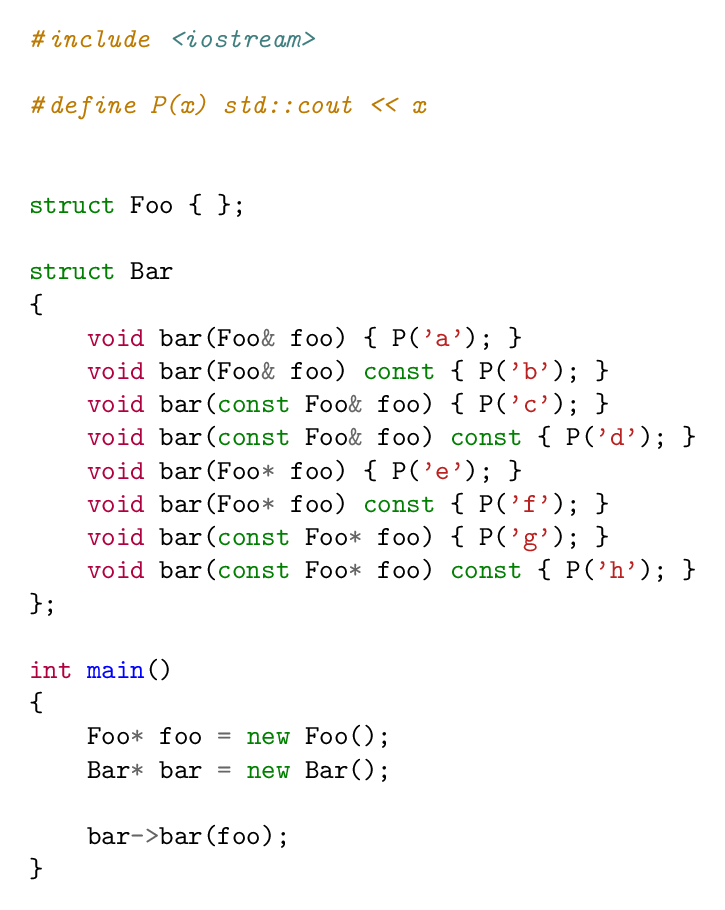 #include <iostream>

#define P(x) std::cout << x


struct Foo { };

struct Bar
{
    void bar(Foo& foo) { P('a'); }
    void bar(Foo& foo) const { P('b'); }
    void bar(const Foo& foo) { P('c'); }
    void bar(const Foo& foo) const { P('d'); }
    void bar(Foo* foo) { P('e'); }
    void bar(Foo* foo) const { P('f'); }
    void bar(const Foo* foo) { P('g'); }
    void bar(const Foo* foo) const { P('h'); }
};

int main()
{
    Foo* foo = new Foo();
    Bar* bar = new Bar();

    bar->bar(foo);
}